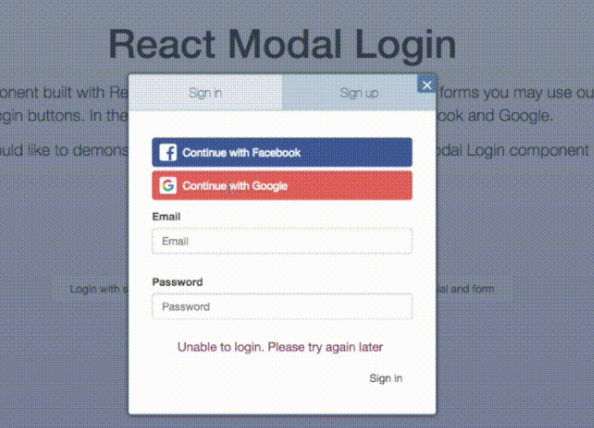 React Modal Login
onent built with Re
forms you may use ou
gin buttons. In the
ook and Google.
uld like to demons
odal Login component
Sign in
Sign up
Continue with Facebook
Continue with Google
Email
Email
Password
Password
Login with s
ial and form
Unable to login. Please try again later
Sign in